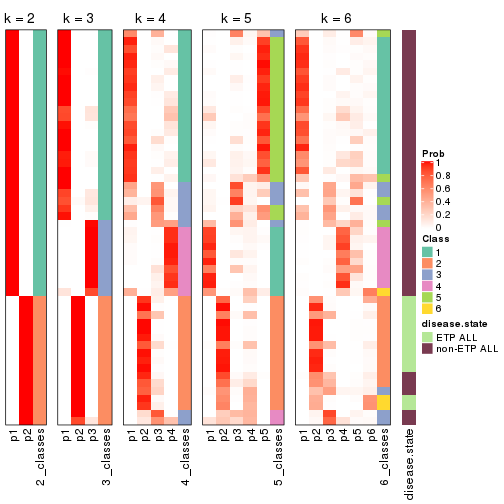 k = 2 k = 3 k = 4 k = 5 k = 6
Prob
1
0.8
0.6
0.4
0.2
0
Class
1
2
3
4
5
6
disease.state
ETP ALL
non-ETP ALL
p1 p2 2_classes p1 p2 p3 3_classes p1 p2 p3 p4 4_classes p1 p2 p3 p4 p5 5_classes p1 p2 p3 p4 p5 p6 6_classes disease.state